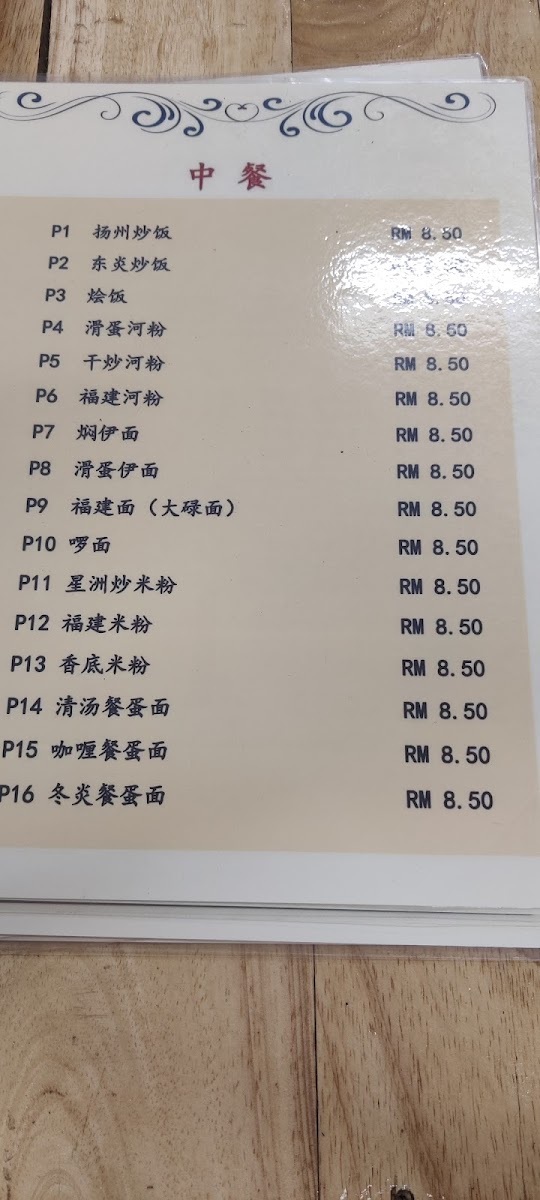 中餐
P1 扬州炒饭 RM 8.50
P2 东炎炒饭
P3 烩饭
P4 滑蛋河粉 RM 8.50
P5 干炒河粉 RM 8.50
P6 福建河粉 RM 8.50
P7 焖伊面 RM 8.50
P8 滑蛋伊面 RM 8.50
P9 福建面（大碌面） RM 8.50
P10 啰面 RM 8.50
P11 星洲炒米粉 RM 8.50
P12 福建米粉 RM 8.50
P13 香底米粉 RM 8.50
P14 清汤餐蛋面 RM 8.50
P15 咖喱餐蛋面 RM 8.50
P16 冬炎餐蛋面 RM 8.50